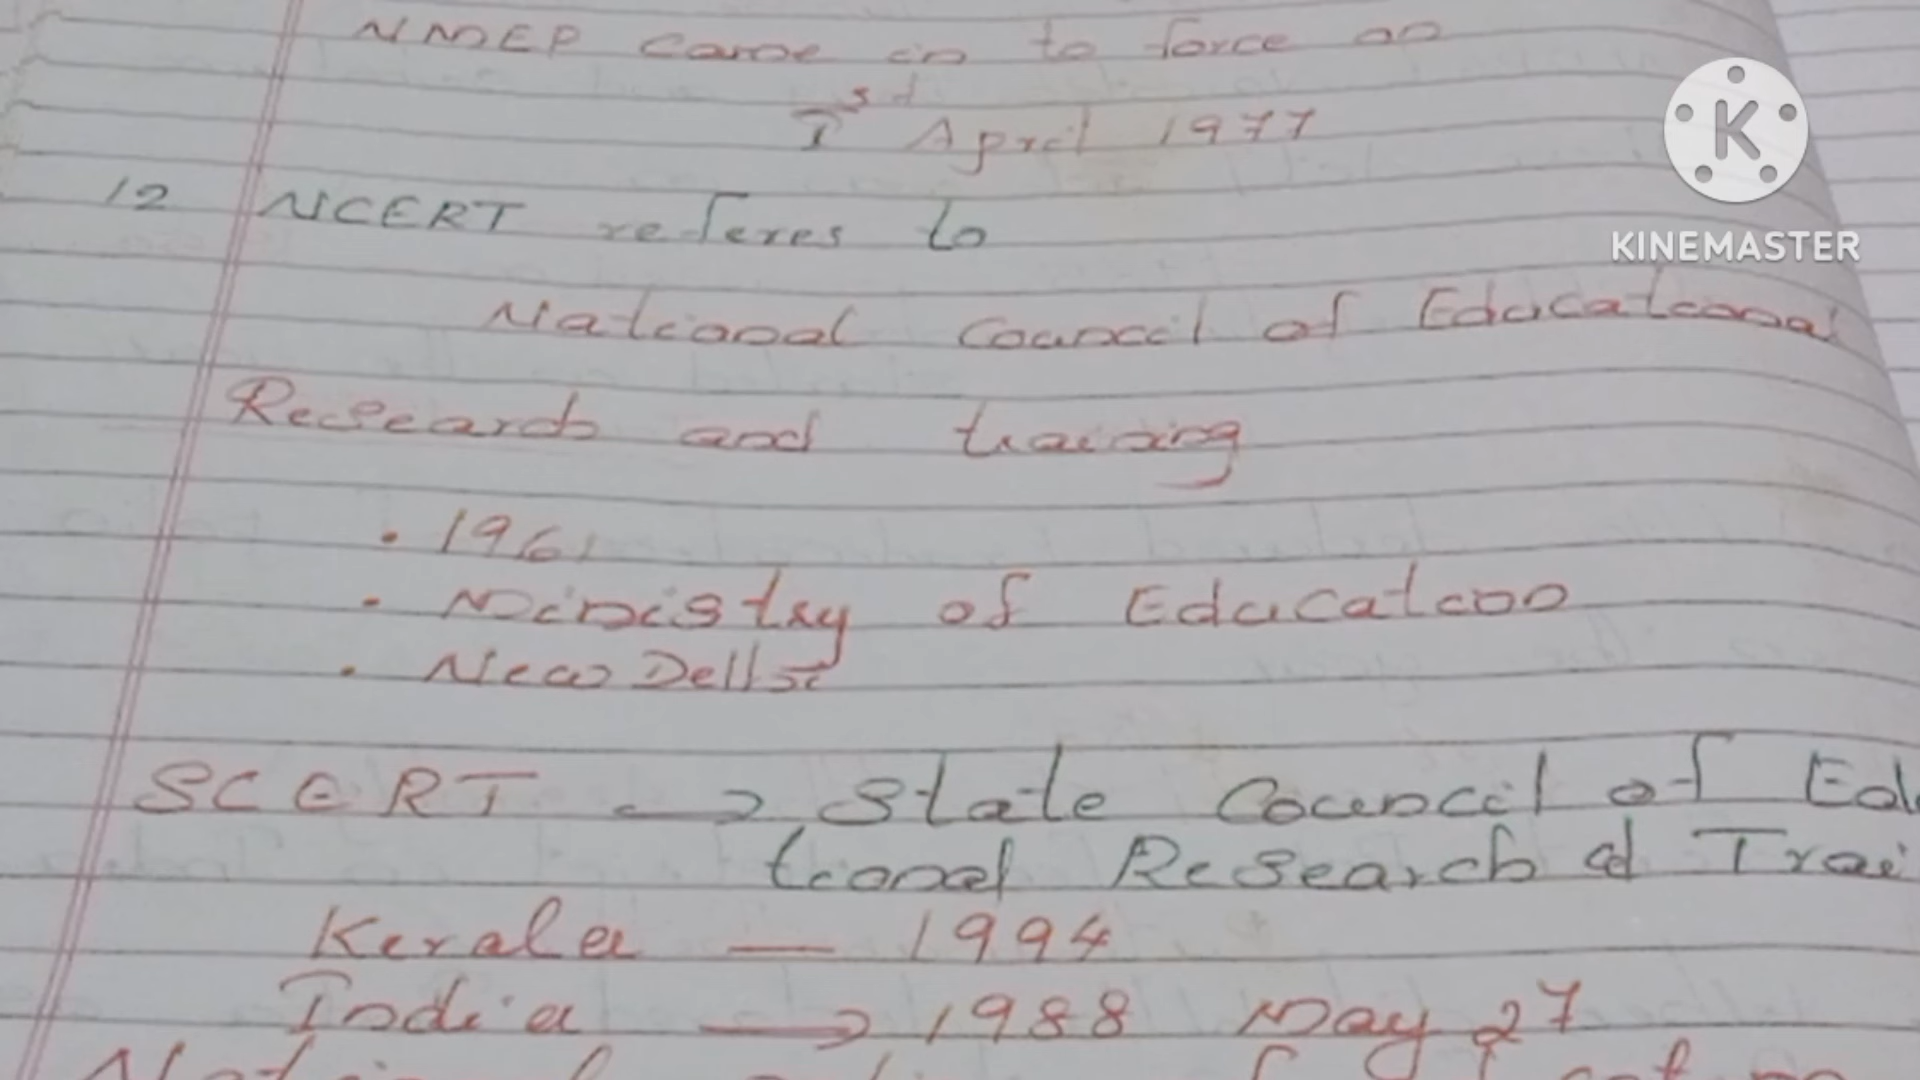 NMEP came in to force on
1st April 1977
12 NCERT referes to
National Council of Educational
Research and training
• 1961
• Ministry of Education
• New Delhi
SCERT → State Council of Edu
tional Research & Trai
Kerala — 1994
India → 1988 May 27
KINEMASTER